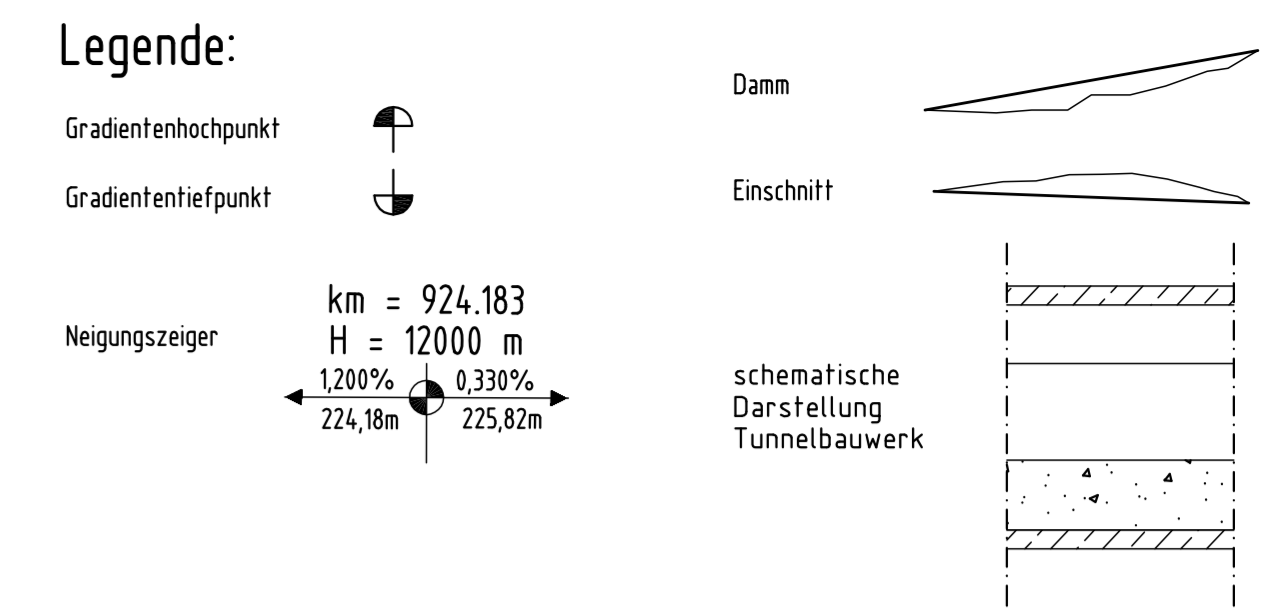 Legende:
Gradientenhochpunkt
Gradiententiefpunkt
Neigungszeiger
km = 924.183
H = 12000 m
1,200% 0,330%
224,18m 225,82m
Damm
Einschnitt
schematische
Darstellung
Tunnelbauwerk